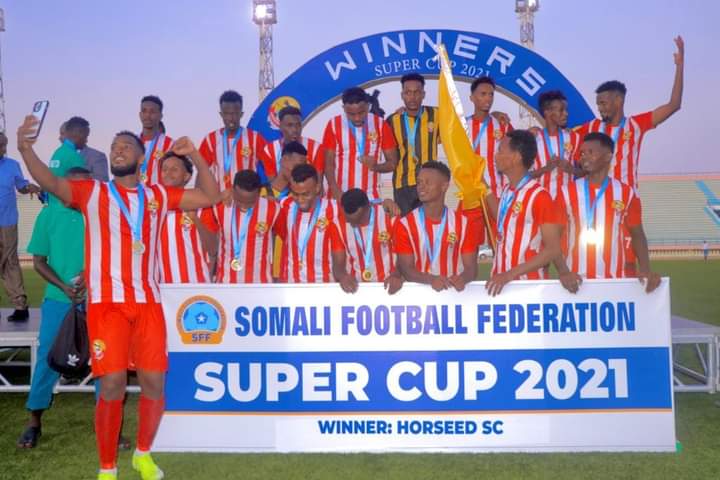 WINNERS
SUPER CUP 2021
SFF
SOMALI FOOTBALL FEDERATION
SUPER CUP 2021
WINNER: HORSEED SC